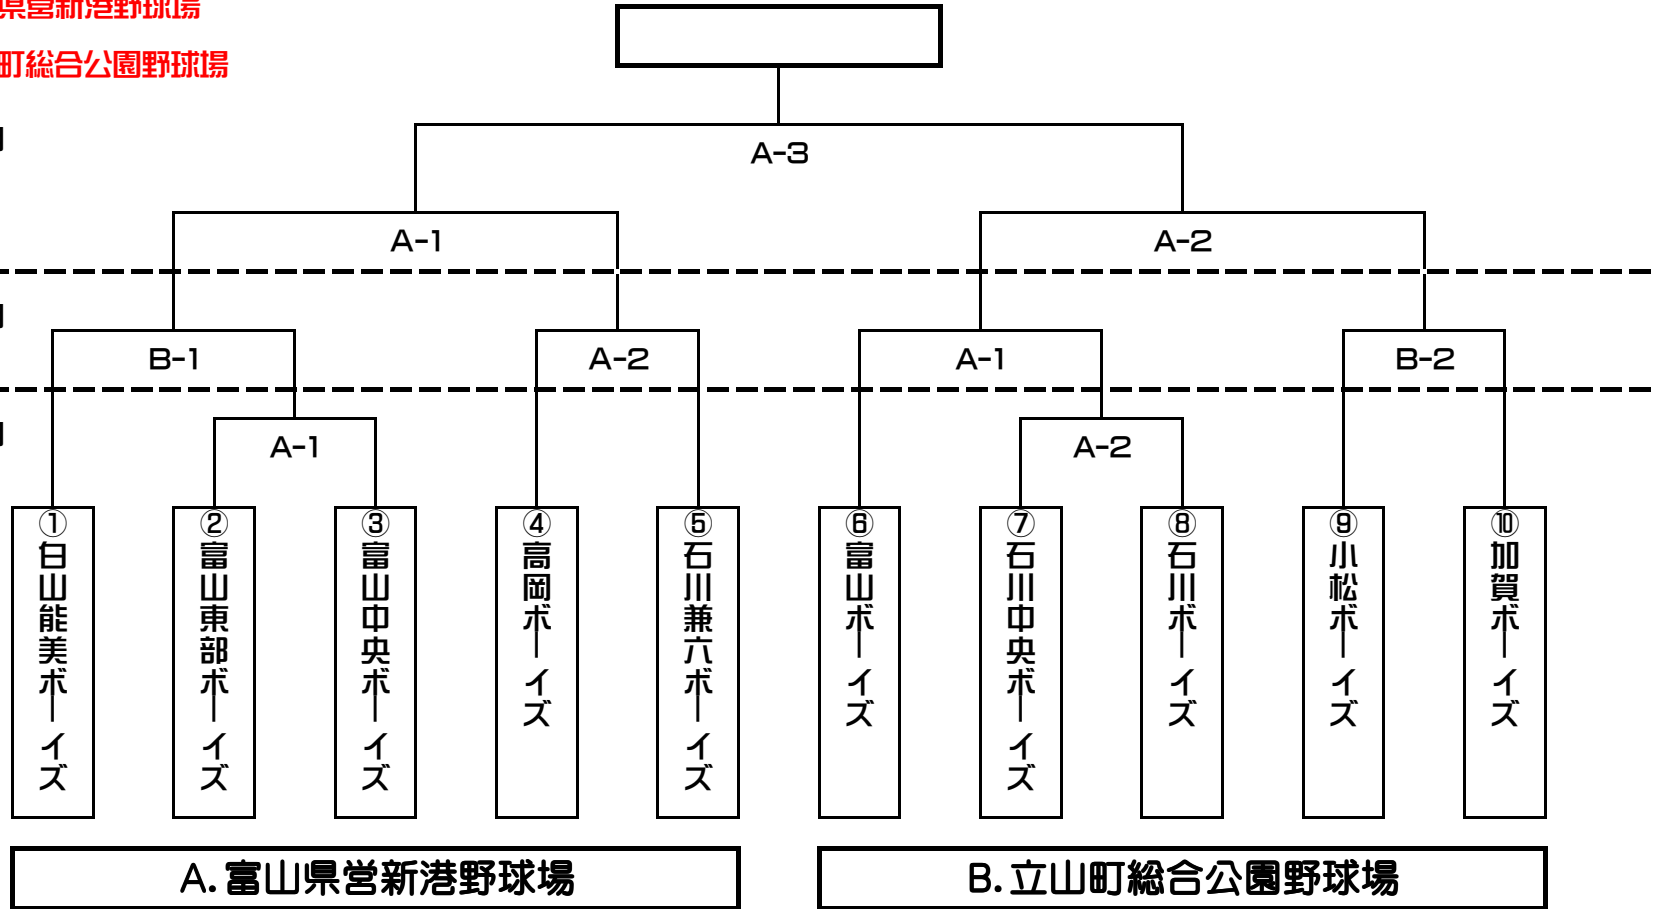 県営新港野球場
町総合公園野球場
A-3
A-1
A-2
B-1
A-2
A-1
B-2
A-1
A-2
①白山能美ボーイズ
②富山東部ボーイズ
③富山中央ボーイズ
④高岡ボーイズ
⑤石川兼六ボーイズ
⑥富山ボーイズ
⑦石川中央ボーイズ
⑧石川ボーイズ
⑨小松ボーイズ
⑩加賀ボーイズ
A.富山県営新港野球場
B.立山町総合公園野球場